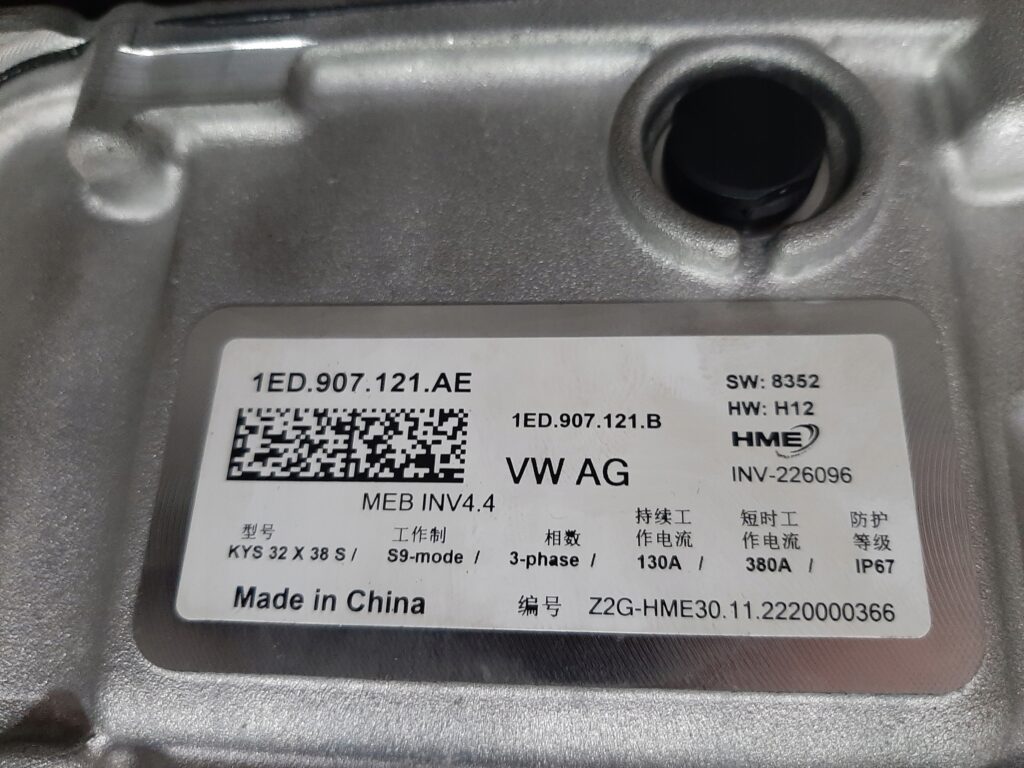 1ED.907.121.AE
SW: 8352
HW: H12
1ED.907.121.B
HME
VW AG
INV-226096
MEB INV4.4
型号 工作制 相数 持续工作电流 短时工作电流 防护等级
KYS 32 X 38 S / S9-mode / 3-phase / 130A / 380A / IP67
Made in China 编号 Z2G-HME30.11.2220000366